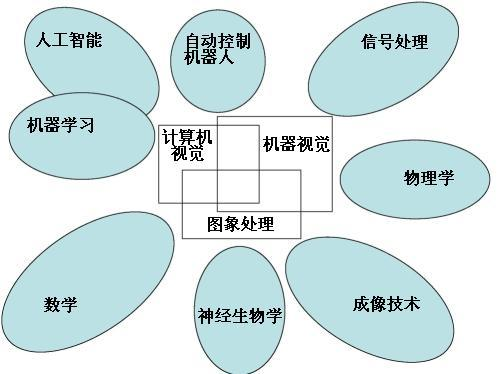 人工智能
自动控制
机器人
信号处理
机器学习
计算机
视觉
机器视觉
物理学
图象处理
数学
神经生物学
成像技术